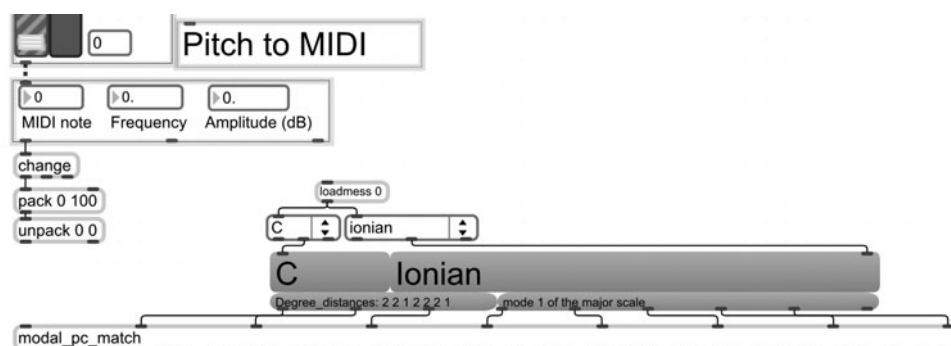 0
Pitch to MIDI
0 0. 0.
MIDI note Frequency Amplitude (dB)
change
pack 0 100
unpack 0 0
loadmess 0
C ionian
C Ionian
Degree_distances: 2 2 1 2 2 2 1 mode 1 of the major scale
modal_pc_match